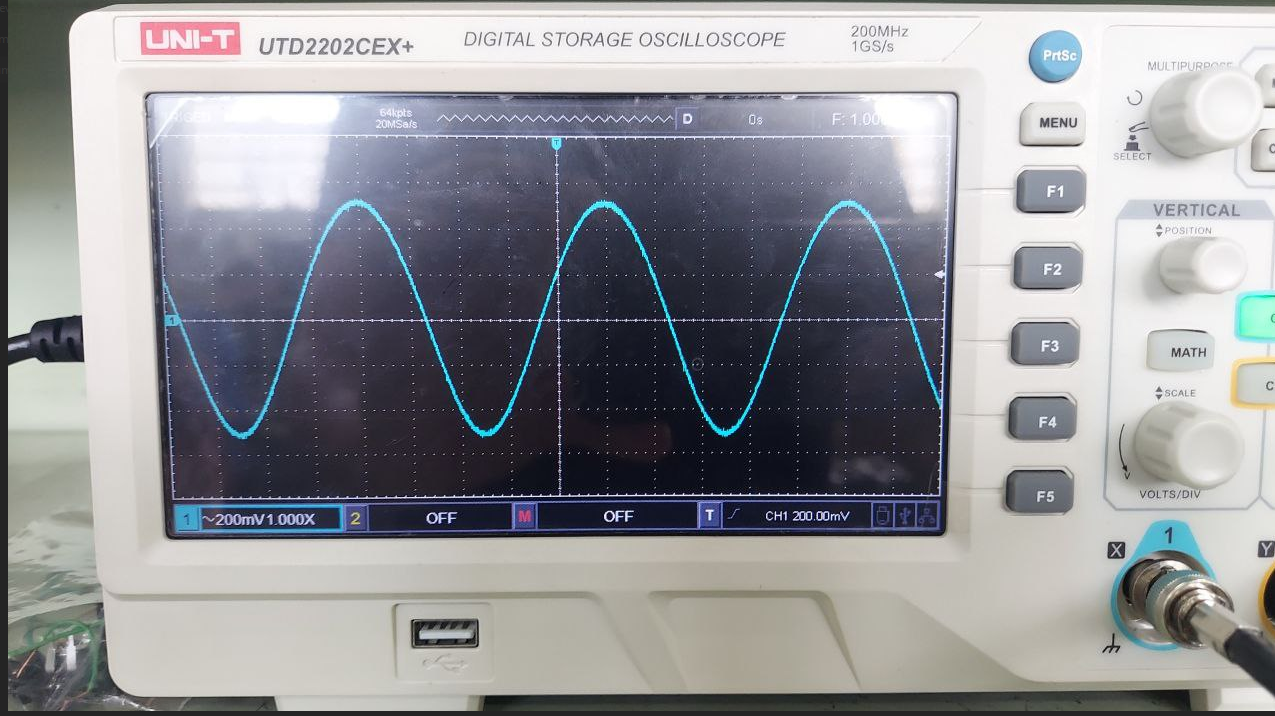 UNI-T
UTD2202CEX+
DIGITAL STORAGE OSCILLOSCOPE
200MHz
1GS/s
PrtSc
MULTIPURPOSE
SELECT
64kpts
20MSa/s
D
0s
F: 1.00
T
MENU
F1
F2
F3
F4
F5
VERTICAL
POSITION
MATH
SCALE
VOLTS/DIV
1
1 ~200mV 1.000X
2 OFF
M OFF
T CH1 200.00mV
X
1
Y